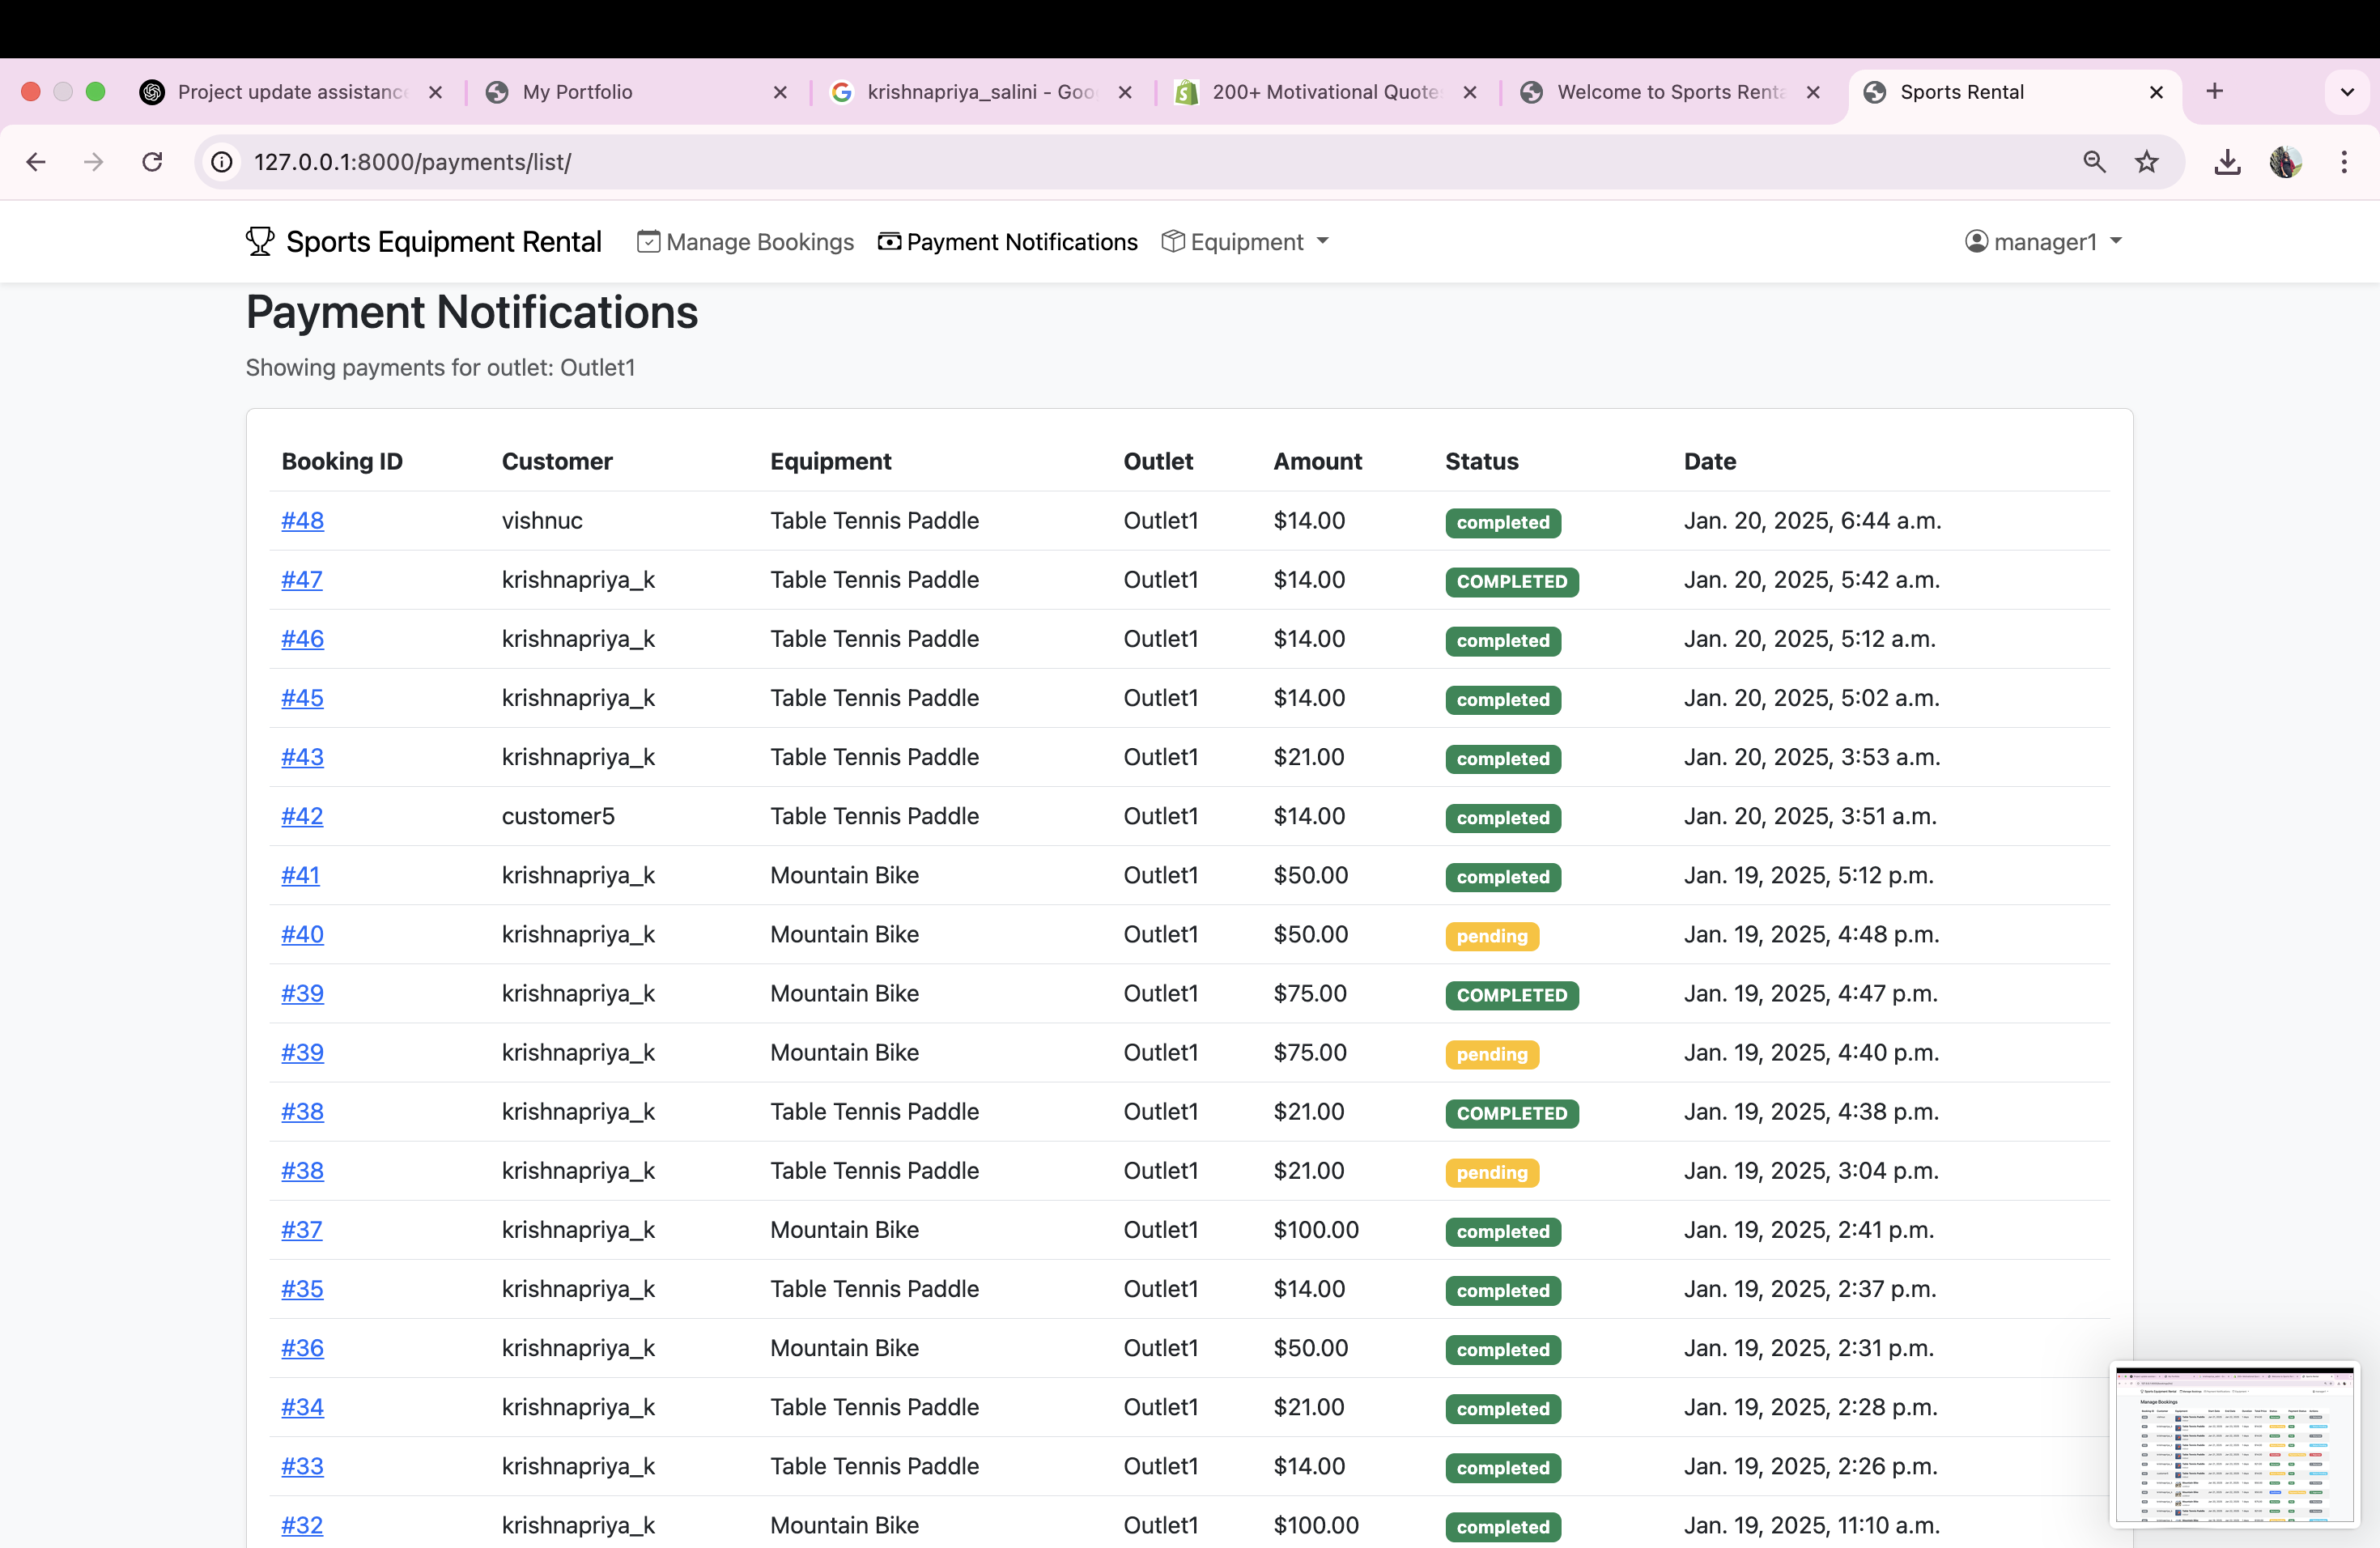 Project update assistance
My Portfolio
krishnapriya_salini - Goo
200+ Motivational Quotes
Welcome to Sports Renta
Sports Rental
127.0.0.1:8000/payments/list/
Sports Equipment Rental Manage Bookings Payment Notifications Equipment manager1
Payment Notifications
Showing payments for outlet: Outlet1
Booking ID Customer Equipment Outlet Amount Status Date
#48 vishnuc Table Tennis Paddle Outlet1 $14.00 completed Jan. 20, 2025, 6:44 a.m.
#47 krishnapriya_k Table Tennis Paddle Outlet1 $14.00 COMPLETED Jan. 20, 2025, 5:42 a.m.
#46 krishnapriya_k Table Tennis Paddle Outlet1 $14.00 completed Jan. 20, 2025, 5:12 a.m.
#45 krishnapriya_k Table Tennis Paddle Outlet1 $14.00 completed Jan. 20, 2025, 5:02 a.m.
#43 krishnapriya_k Table Tennis Paddle Outlet1 $21.00 completed Jan. 20, 2025, 3:53 a.m.
#42 customer5 Table Tennis Paddle Outlet1 $14.00 completed Jan. 20, 2025, 3:51 a.m.
#41 krishnapriya_k Mountain Bike Outlet1 $50.00 completed Jan. 19, 2025, 5:12 p.m.
#40 krishnapriya_k Mountain Bike Outlet1 $50.00 pending Jan. 19, 2025, 4:48 p.m.
#39 krishnapriya_k Mountain Bike Outlet1 $75.00 COMPLETED Jan. 19, 2025, 4:47 p.m.
#39 krishnapriya_k Mountain Bike Outlet1 $75.00 pending Jan. 19, 2025, 4:40 p.m.
#38 krishnapriya_k Table Tennis Paddle Outlet1 $21.00 COMPLETED Jan. 19, 2025, 4:38 p.m.
#38 krishnapriya_k Table Tennis Paddle Outlet1 $21.00 pending Jan. 19, 2025, 3:04 p.m.
#37 krishnapriya_k Mountain Bike Outlet1 $100.00 completed Jan. 19, 2025, 2:41 p.m.
#35 krishnapriya_k Table Tennis Paddle Outlet1 $14.00 completed Jan. 19, 2025, 2:37 p.m.
#36 krishnapriya_k Mountain Bike Outlet1 $50.00 completed Jan. 19, 2025, 2:31 p.m.
#34 krishnapriya_k Table Tennis Paddle Outlet1 $21.00 completed Jan. 19, 2025, 2:28 p.m.
#33 krishnapriya_k Table Tennis Paddle Outlet1 $14.00 completed Jan. 19, 2025, 2:26 p.m.
#32 krishnapriya_k Mountain Bike Outlet1 $100.00 completed Jan. 19, 2025, 11:10 a.m.
Manage Bookings